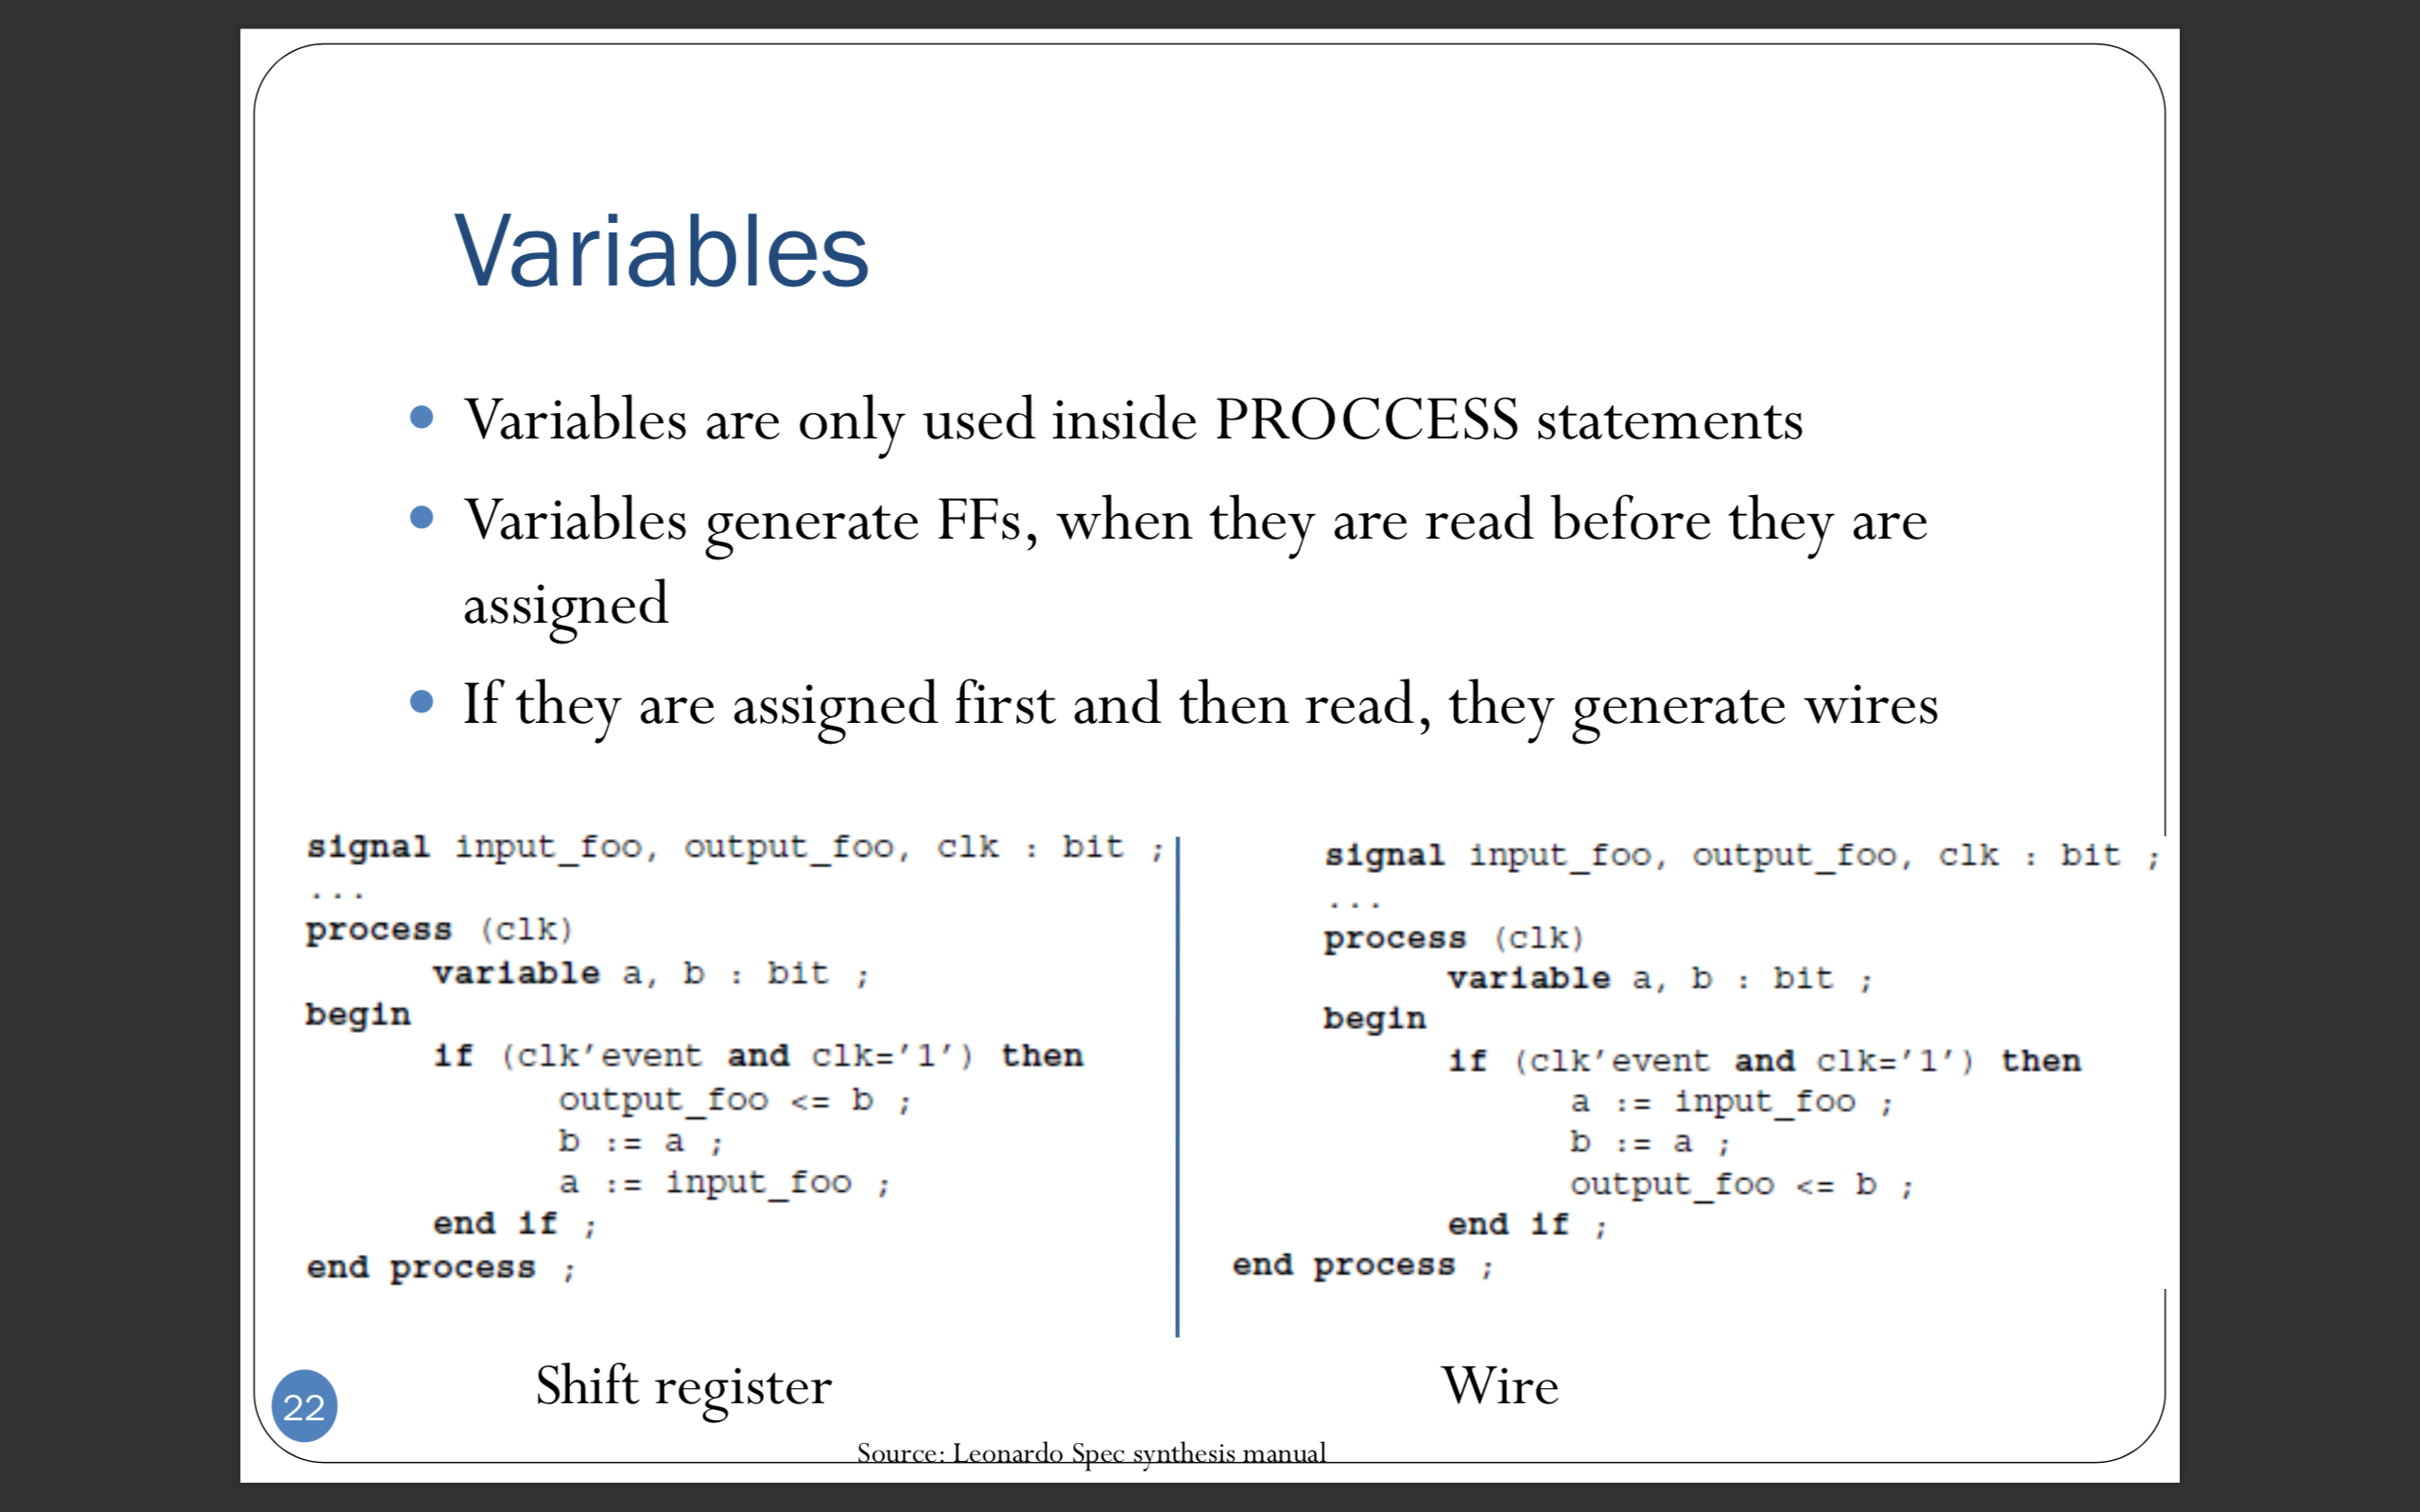 Variables
• Variables are only used inside PROCCESS statements
• Variables generate FFs, when they are read before they are
assigned
• If they are assigned first and then read, they generate wires
signal input_foo, output_foo, clk : bit ;
...
process (clk)
variable a, b : bit ;
begin
if (clk′event and clk=′1′) then
output_foo <= b ;
b := a ;
a := input_foo ;
end if ;
end process ;
Shift register
signal input_foo, output_foo, clk : bit ;
...
process (clk)
variable a, b : bit ;
begin
if (clk′event and clk=′1′) then
a := input_foo ;
b := a ;
output_foo <= b ;
end if ;
end process ;
Wire
22
Source: Leonardo Spec synthesis manual